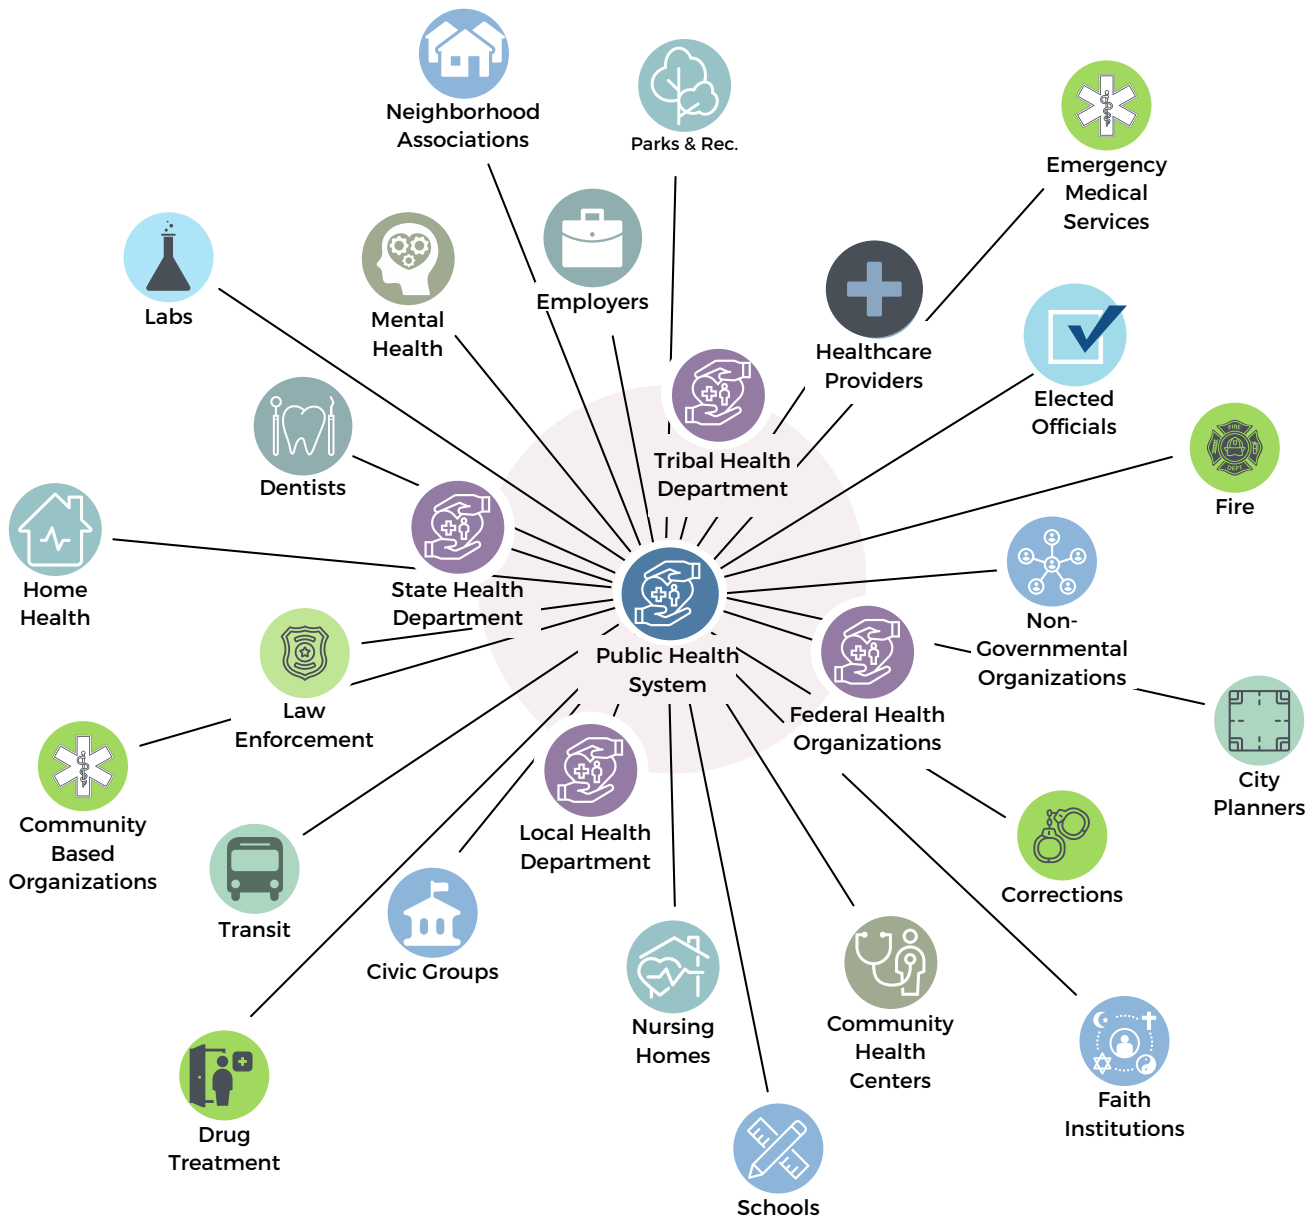 Neighborhood
Associations
Parks & Rec.
Emergency
Medical
Services
Labs
Mental
Health
Employers
Healthcare
Providers
Elected
Officials
Dentists
Tribal Health
Department
FIRE
DEPT
Fire
Home
Health
State Health
Department
Non-
Governmental
Organizations
Public Health
System
Law
Enforcement
Federal Health
Organizations
City
Planners
Community
Based
Organizations
Local Health
Department
Transit
Civic Groups
Corrections
Nursing
Homes
Community
Health
Centers
Faith
Institutions
Drug
Treatment
Schools